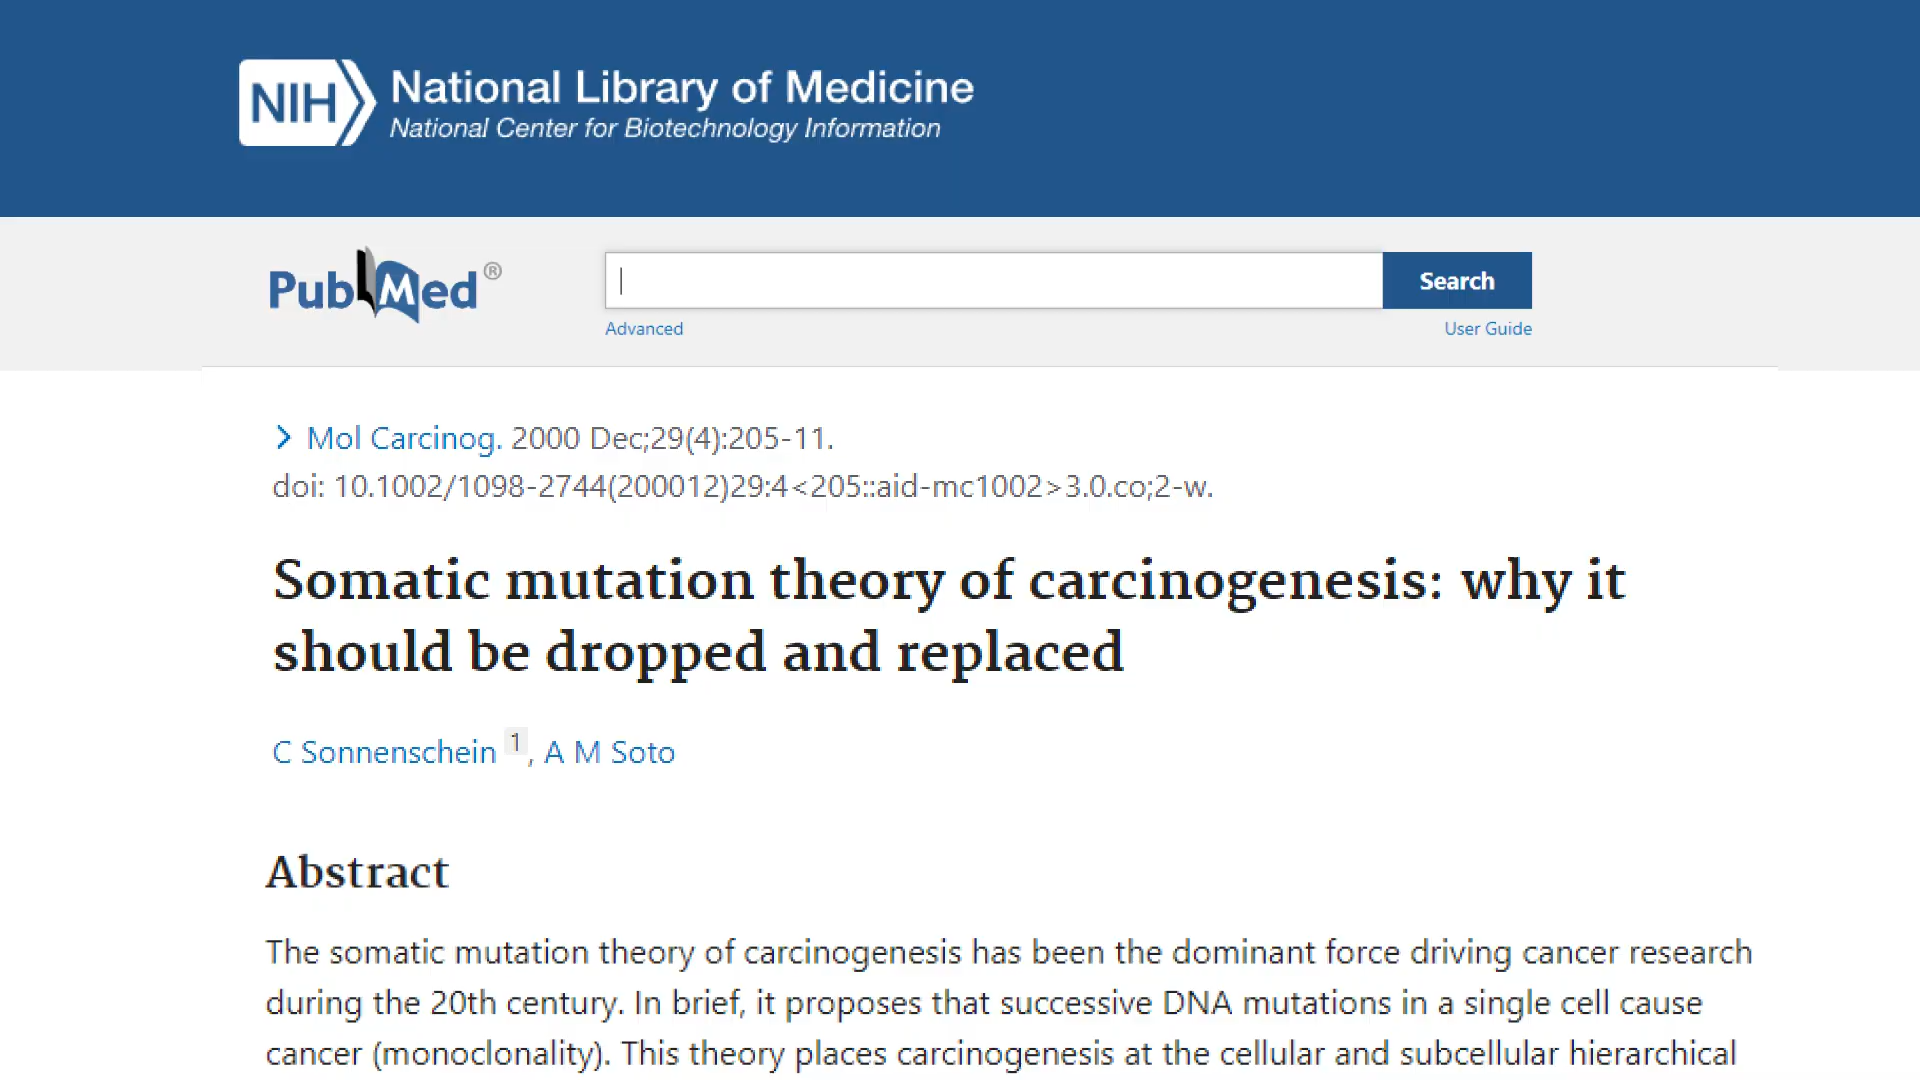 NIH National Library of Medicine
National Center for Biotechnology Information
PubMed®
Search
Advanced
User Guide
Mol Carcinog. 2000 Dec;29(4):205-11.
doi: 10.1002/1098-2744(200012)29:4<205::aid-mc1002>3.0.co;2-w.
Somatic mutation theory of carcinogenesis: why it
should be dropped and replaced
C Sonnenschein 1, A M Soto
Abstract
The somatic mutation theory of carcinogenesis has been the dominant force driving cancer research
during the 20th century. In brief, it proposes that successive DNA mutations in a single cell cause
cancer (monoclonality). This theory places carcinogenesis at the cellular and subcellular hierarchical